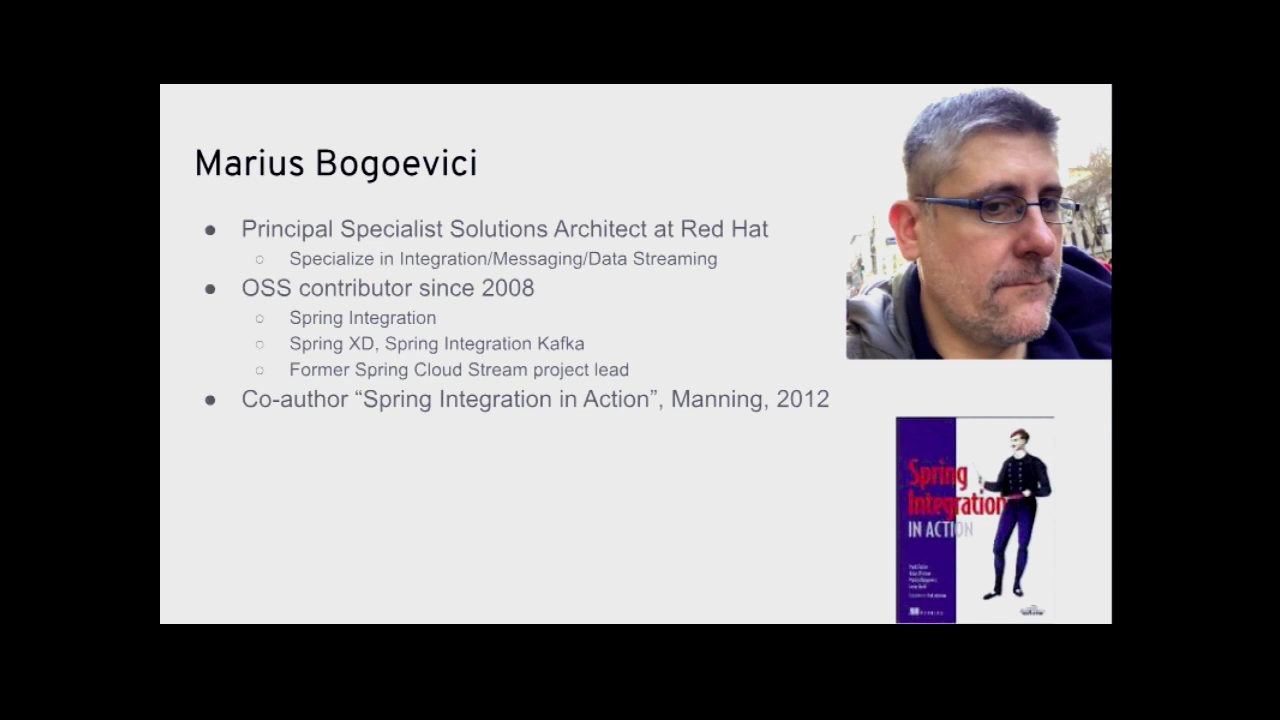 Marius Bogoevici
● Principal Specialist Solutions Architect at Red Hat
○ Specialize in Integration/Messaging/Data Streaming
● OSS contributor since 2008
○ Spring Integration
○ Spring XD, Spring Integration Kafka
○ Former Spring Cloud Stream project lead
● Co-author “Spring Integration in Action”, Manning, 2012
Spring
Integration
IN ACTION
MANNING